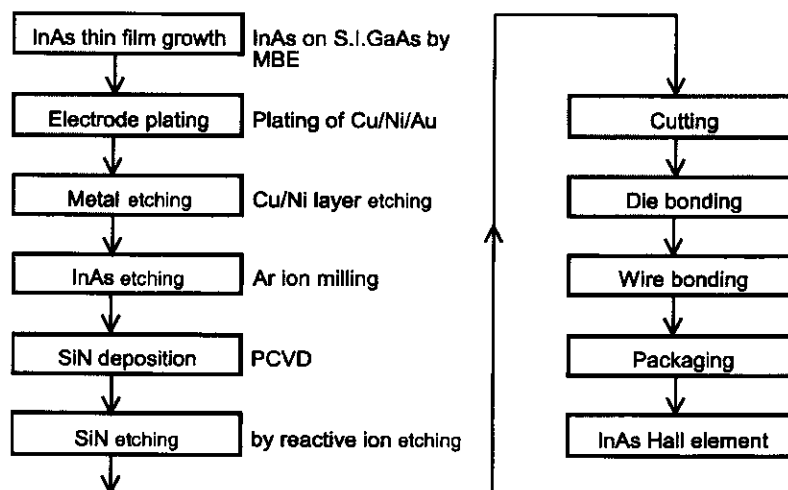 InAs thin film growth
InAs on S.I.GaAs by
MBE
Electrode plating
Plating of Cu/Ni/Au
Metal etching
Cu/Ni layer etching
InAs etching
Ar ion milling
SiN deposition
PCVD
SiN etching
by reactive ion etching
Cutting
Die bonding
Wire bonding
Packaging
InAs Hall element